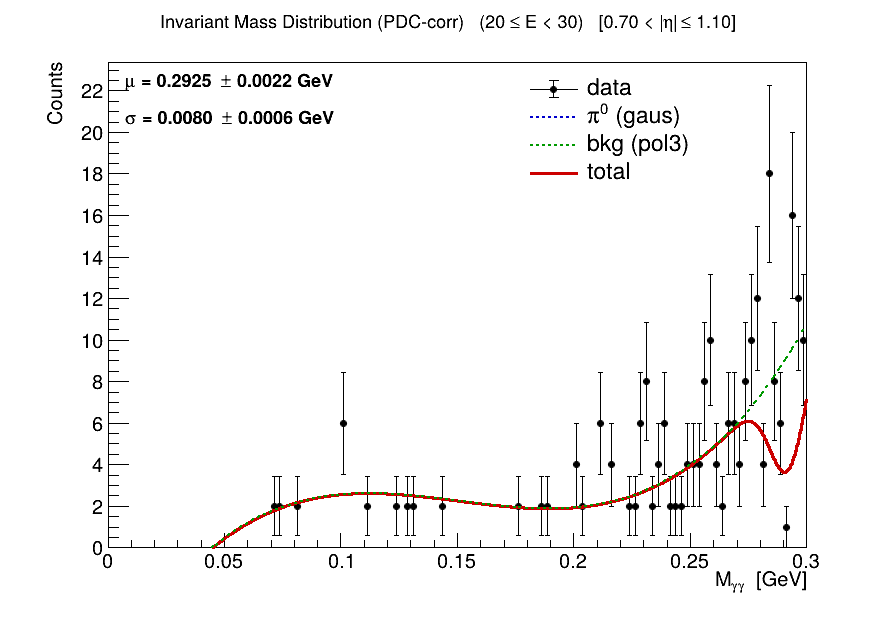 Invariant Mass Distribution (PDC-corr) (20 ≤ E < 30) [0.70 < |η| ≤ 1.10]
Counts
μ = 0.2925 ± 0.0022 GeV
σ = 0.0080 ± 0.0006 GeV
data
π⁰ (gaus)
bkg (pol3)
total
22
20
18
16
14
12
10
8
6
4
2
0
0 0.05 0.1 0.15 0.2 0.25 0.3
Mγγ [GeV]